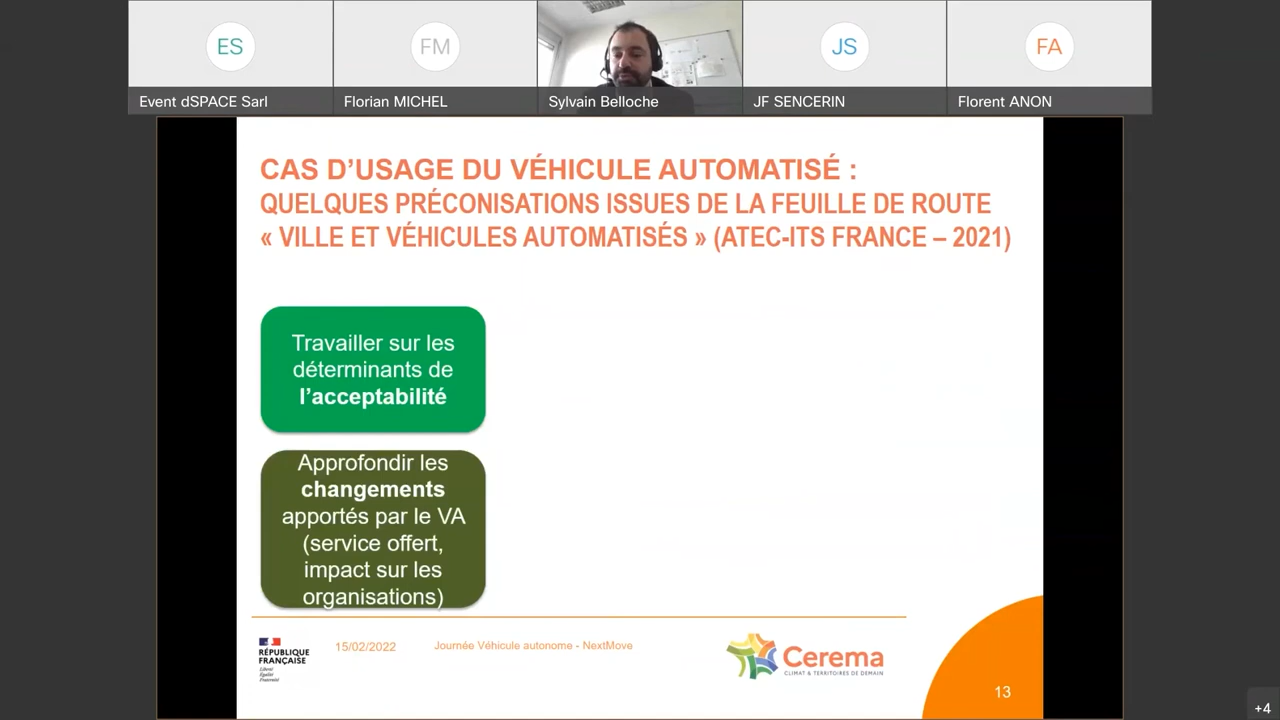 ES
FM
JS
FA
Event dSPACE Sarl
Florian MICHEL
Sylvain Belloche
JF SENCERIN
Florent ANON
CAS D’USAGE DU VÉHICULE AUTOMATISÉ :
QUELQUES PRÉCONISATIONS ISSUES DE LA FEUILLE DE ROUTE
« VILLE ET VÉHICULES AUTOMATISÉS » (ATEC-ITS FRANCE – 2021)
Travailler sur les
déterminants de
l’acceptabilité
Approfondir les
changements
apportés par le VA
(service offert,
impact sur les
organisations)
RÉPUBLIQUE
FRANÇAISE
Liberté
Égalité
Fraternité
15/02/2022
Journée Véhicule autonome - NextMove
Cerema
CLIMAT & TERRITOIRES DE DEMAIN
13
+4